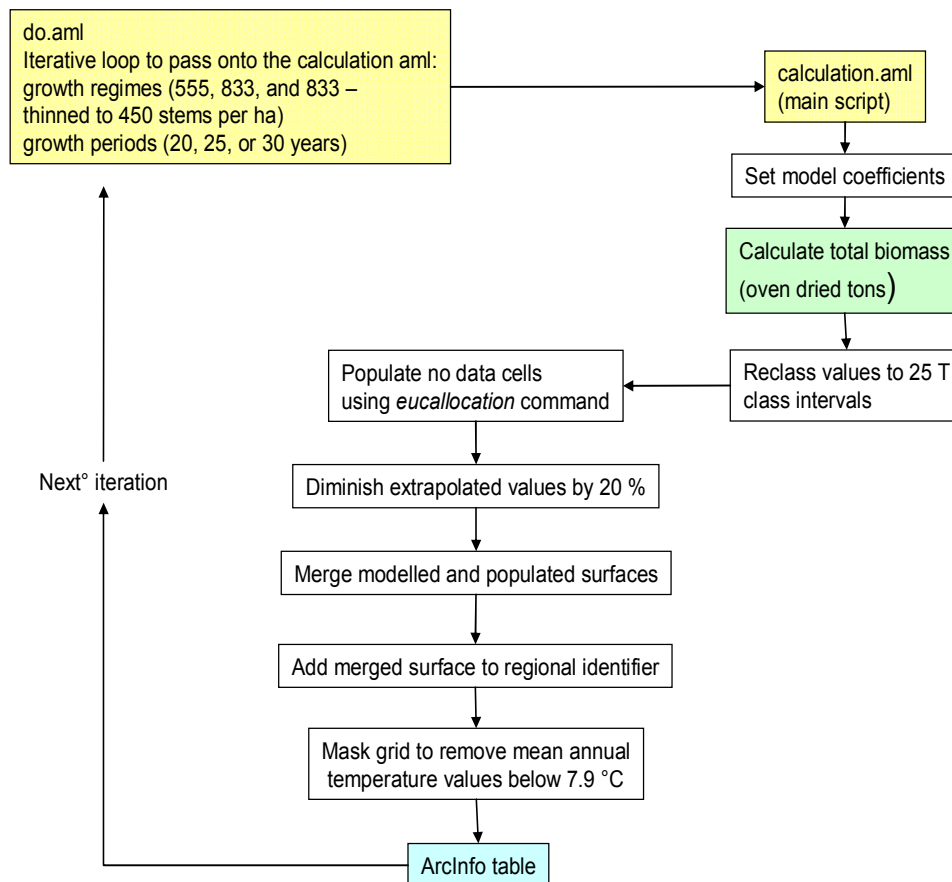 do.aml
Iterative loop to pass onto the calculation aml:
growth regimes (555, 833, and 833 –
thinned to 450 stems per ha)
growth periods (20, 25, or 30 years)
calculation.aml
(main script)
Set model coefficients
Calculate total biomass
(oven dried tons)
Reclass values to 25 T
class intervals
Populate no data cells
using eucallocation command
Diminish extrapolated values by 20 %
Next° iteration
Merge modelled and populated surfaces
Add merged surface to regional identifier
Mask grid to remove mean annual
temperature values below 7.9 °C
ArcInfo table